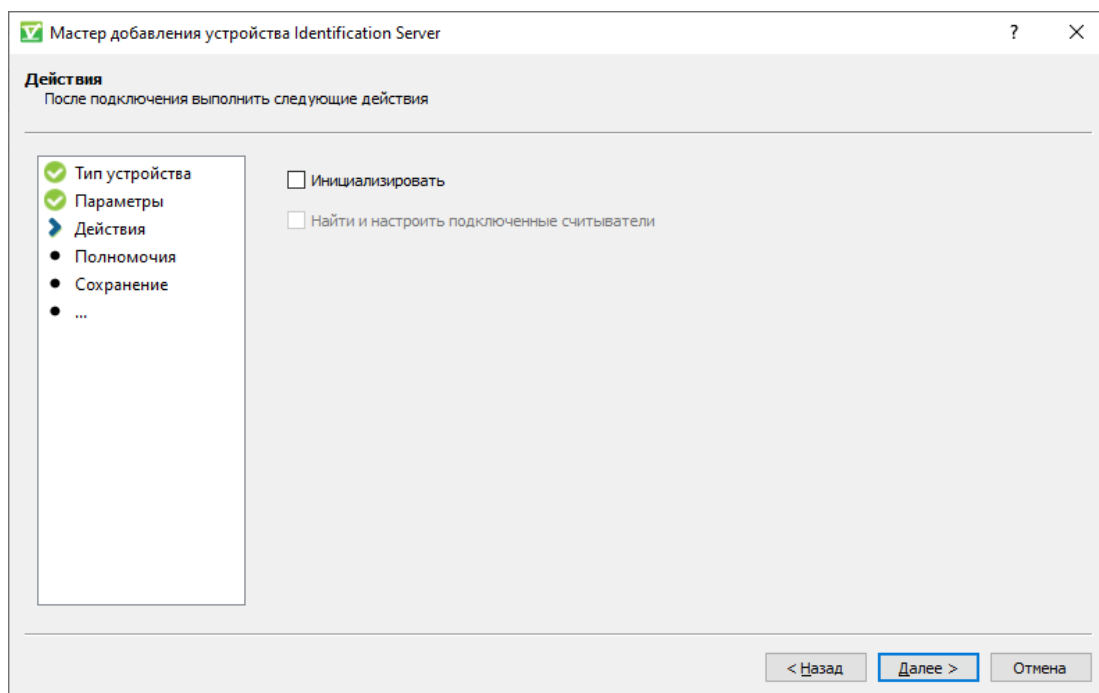 Мастер добавления устройства Identification Server
?
Действия
После подключения выполнить следующие действия
Тип устройства
Параметры
Действия
Полномочия
Сохранение
...
Инициализировать
Найти и настроить подключенные считыватели
< Назад
Далее >
Отмена